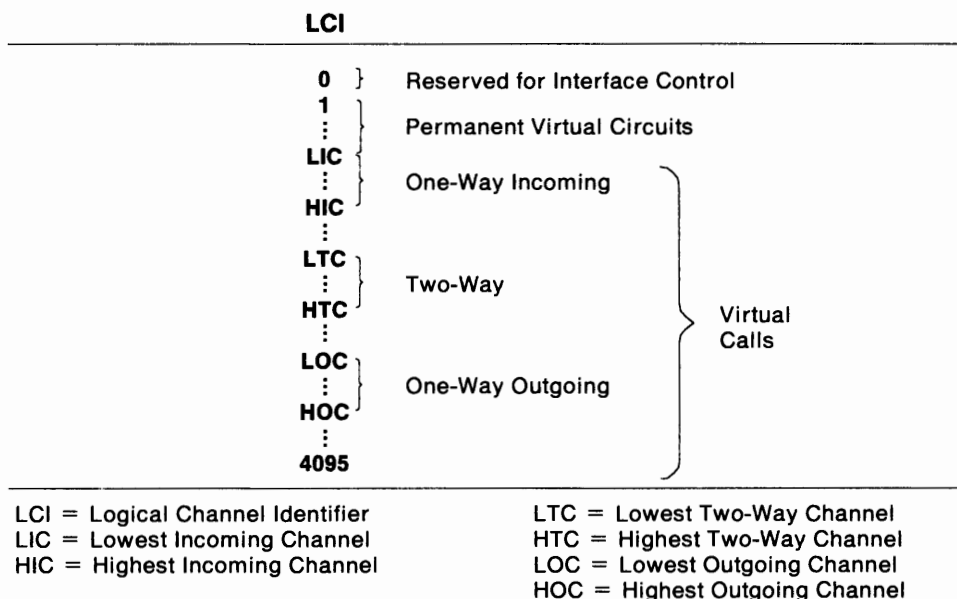 LCI
0 } Reserved for Interface Control
1
⋮ Permanent Virtual Circuits
LIC
⋮ One-Way Incoming
HIC
⋮
LTC
⋮ Two-Way
HTC
⋮
Virtual
Calls
LOC
⋮ One-Way Outgoing
HOC
⋮
4095
LCI = Logical Channel Identifier
LIC = Lowest Incoming Channel
HIC = Highest Incoming Channel
LTC = Lowest Two-Way Channel
HTC = Highest Two-Way Channel
LOC = Lowest Outgoing Channel
HOC = Highest Outgoing Channel